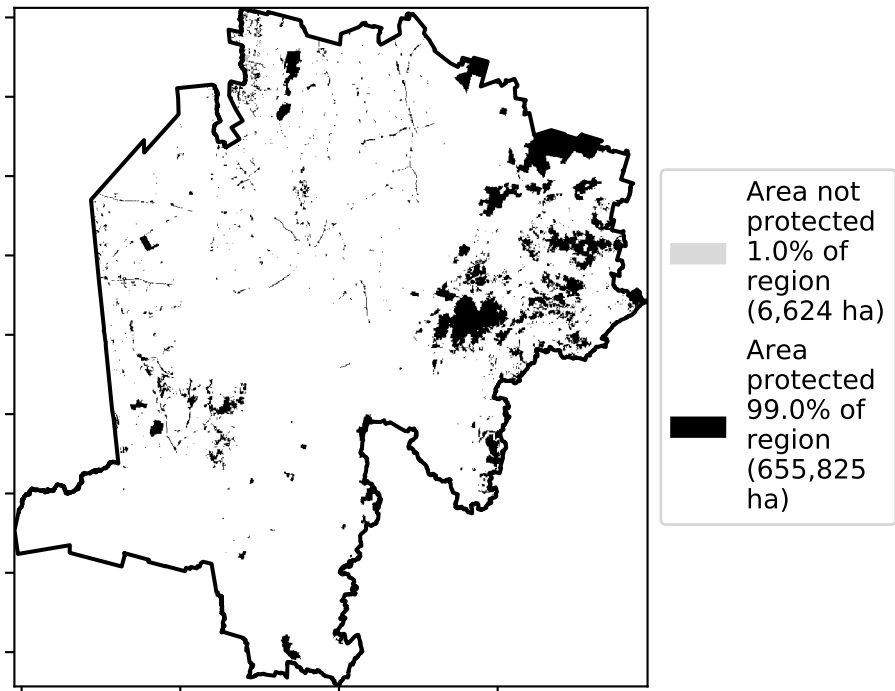 Area not
protected
1.0% of
region
(6,624 ha)
Area
protected
99.0% of
region
(655,825
ha)